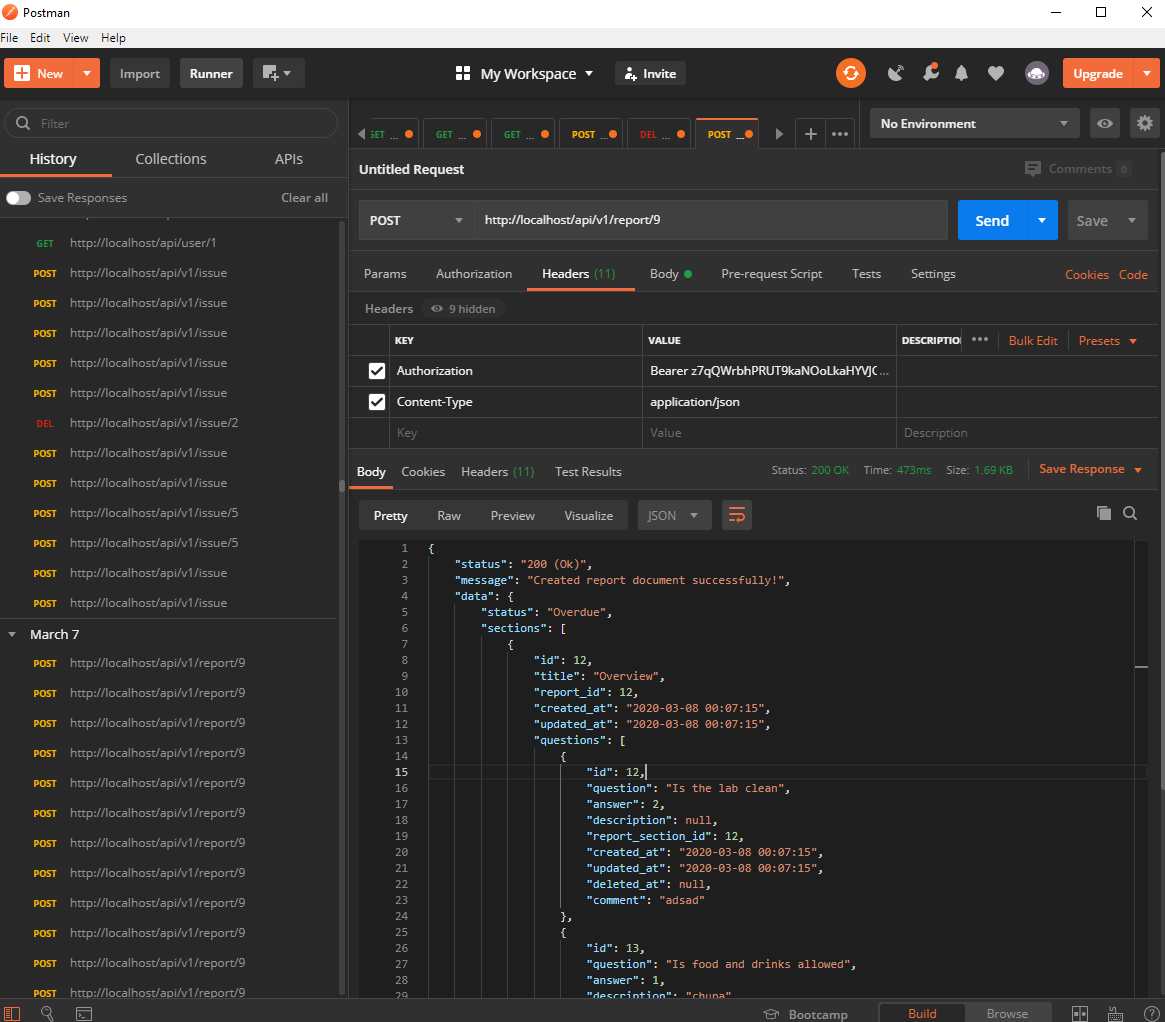 Postman
File Edit View Help
New Import Runner My Workspace Invite Upgrade
Filter
History Collections APIs
Save Responses Clear all
GET http://localhost/api/user/1
POST http://localhost/api/v1/issue
POST http://localhost/api/v1/issue
POST http://localhost/api/v1/issue
POST http://localhost/api/v1/issue
POST http://localhost/api/v1/issue
DEL http://localhost/api/v1/issue/2
POST http://localhost/api/v1/issue
POST http://localhost/api/v1/issue
POST http://localhost/api/v1/issue/5
POST http://localhost/api/v1/issue/5
POST http://localhost/api/v1/issue
POST http://localhost/api/v1/issue
March 7
POST http://localhost/api/v1/report/9
POST http://localhost/api/v1/report/9
POST http://localhost/api/v1/report/9
POST http://localhost/api/v1/report/9
POST http://localhost/api/v1/report/9
POST http://localhost/api/v1/report/9
POST http://localhost/api/v1/report/9
POST http://localhost/api/v1/report/9
POST http://localhost/api/v1/report/9
POST http://localhost/api/v1/report/9
POST http://localhost/api/v1/report/9
POST http://localhost/api/v1/report/9
GET ... GET ... GET ... POST ... DEL ... POST ... + ••• No Environment
Untitled Request Comments 0
POST http://localhost/api/v1/report/9 Send Save
Params Authorization Headers (11) Body Pre-request Script Tests Settings Cookies Code
Headers 9 hidden
KEY VALUE DESCRIPTIO ••• Bulk Edit Presets
Authorization Bearer z7qQWrbhPRUT9kaNOoLkaHYVJC ...
Content-Type application/json
Key Value Description
Body Cookies Headers (11) Test Results Status: 200 OK Time: 473ms Size: 1.69 KB Save Response
Pretty Raw Preview Visualize JSON
1 {
2 "status": "200 (Ok)",
3 "message": "Created report document successfully!",
4 "data": {
5 "status": "Overdue",
6 "sections": [
7 {
8 "id": 12,
9 "title": "Overview",
10 "report_id": 12,
11 "created_at": "2020-03-08 00:07:15",
12 "updated_at": "2020-03-08 00:07:15",
13 "questions": [
14 {
15 "id": 12,
16 "question": "Is the lab clean",
17 "answer": 2,
18 "description": null,
19 "report_section_id": 12,
20 "created_at": "2020-03-08 00:07:15",
21 "updated_at": "2020-03-08 00:07:15",
22 "deleted_at": null,
23 "comment": "adsad"
24 },
25 {
26 "id": 13,
27 "question": "Is food and drinks allowed",
28 "answer": 1,
29 "description": "chupa"
Bootcamp Build Browse